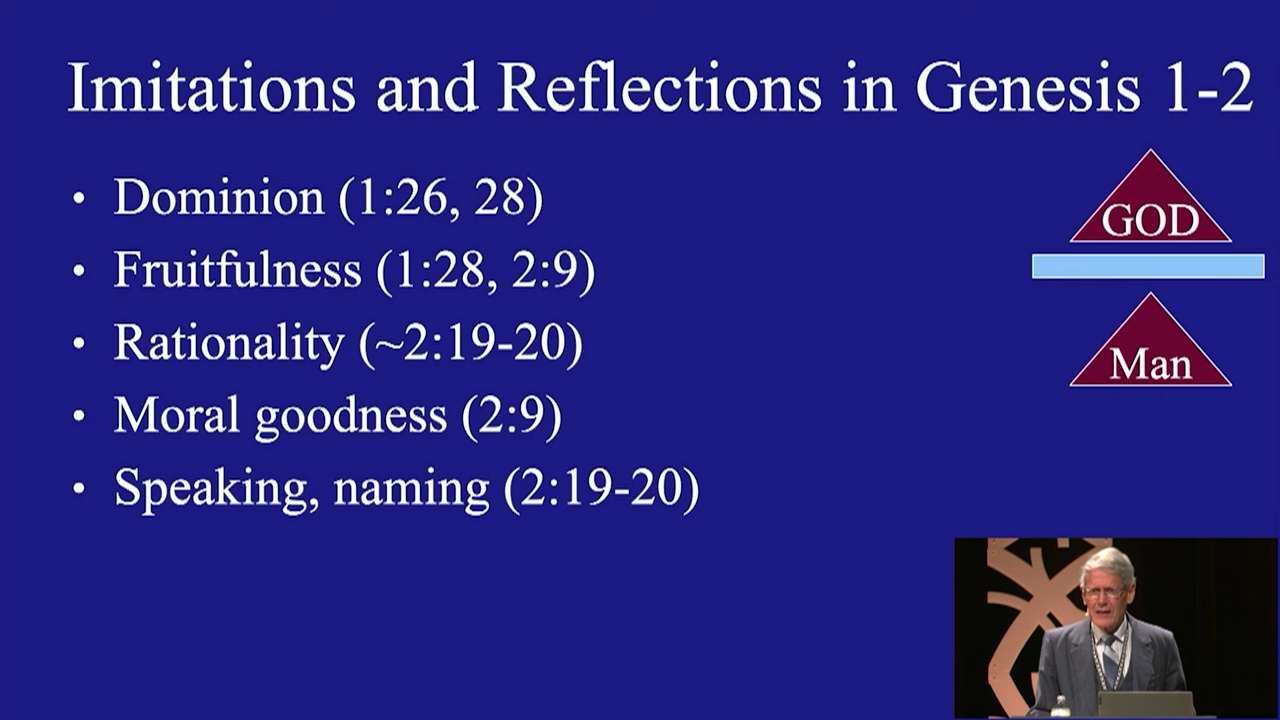 Imitations and Reflections in Genesis 1-2
• Dominion (1:26, 28)
• Fruitfulness (1:28, 2:9)
• Rationality (~2:19-20)
• Moral goodness (2:9)
• Speaking, naming (2:19-20)
GOD
Man